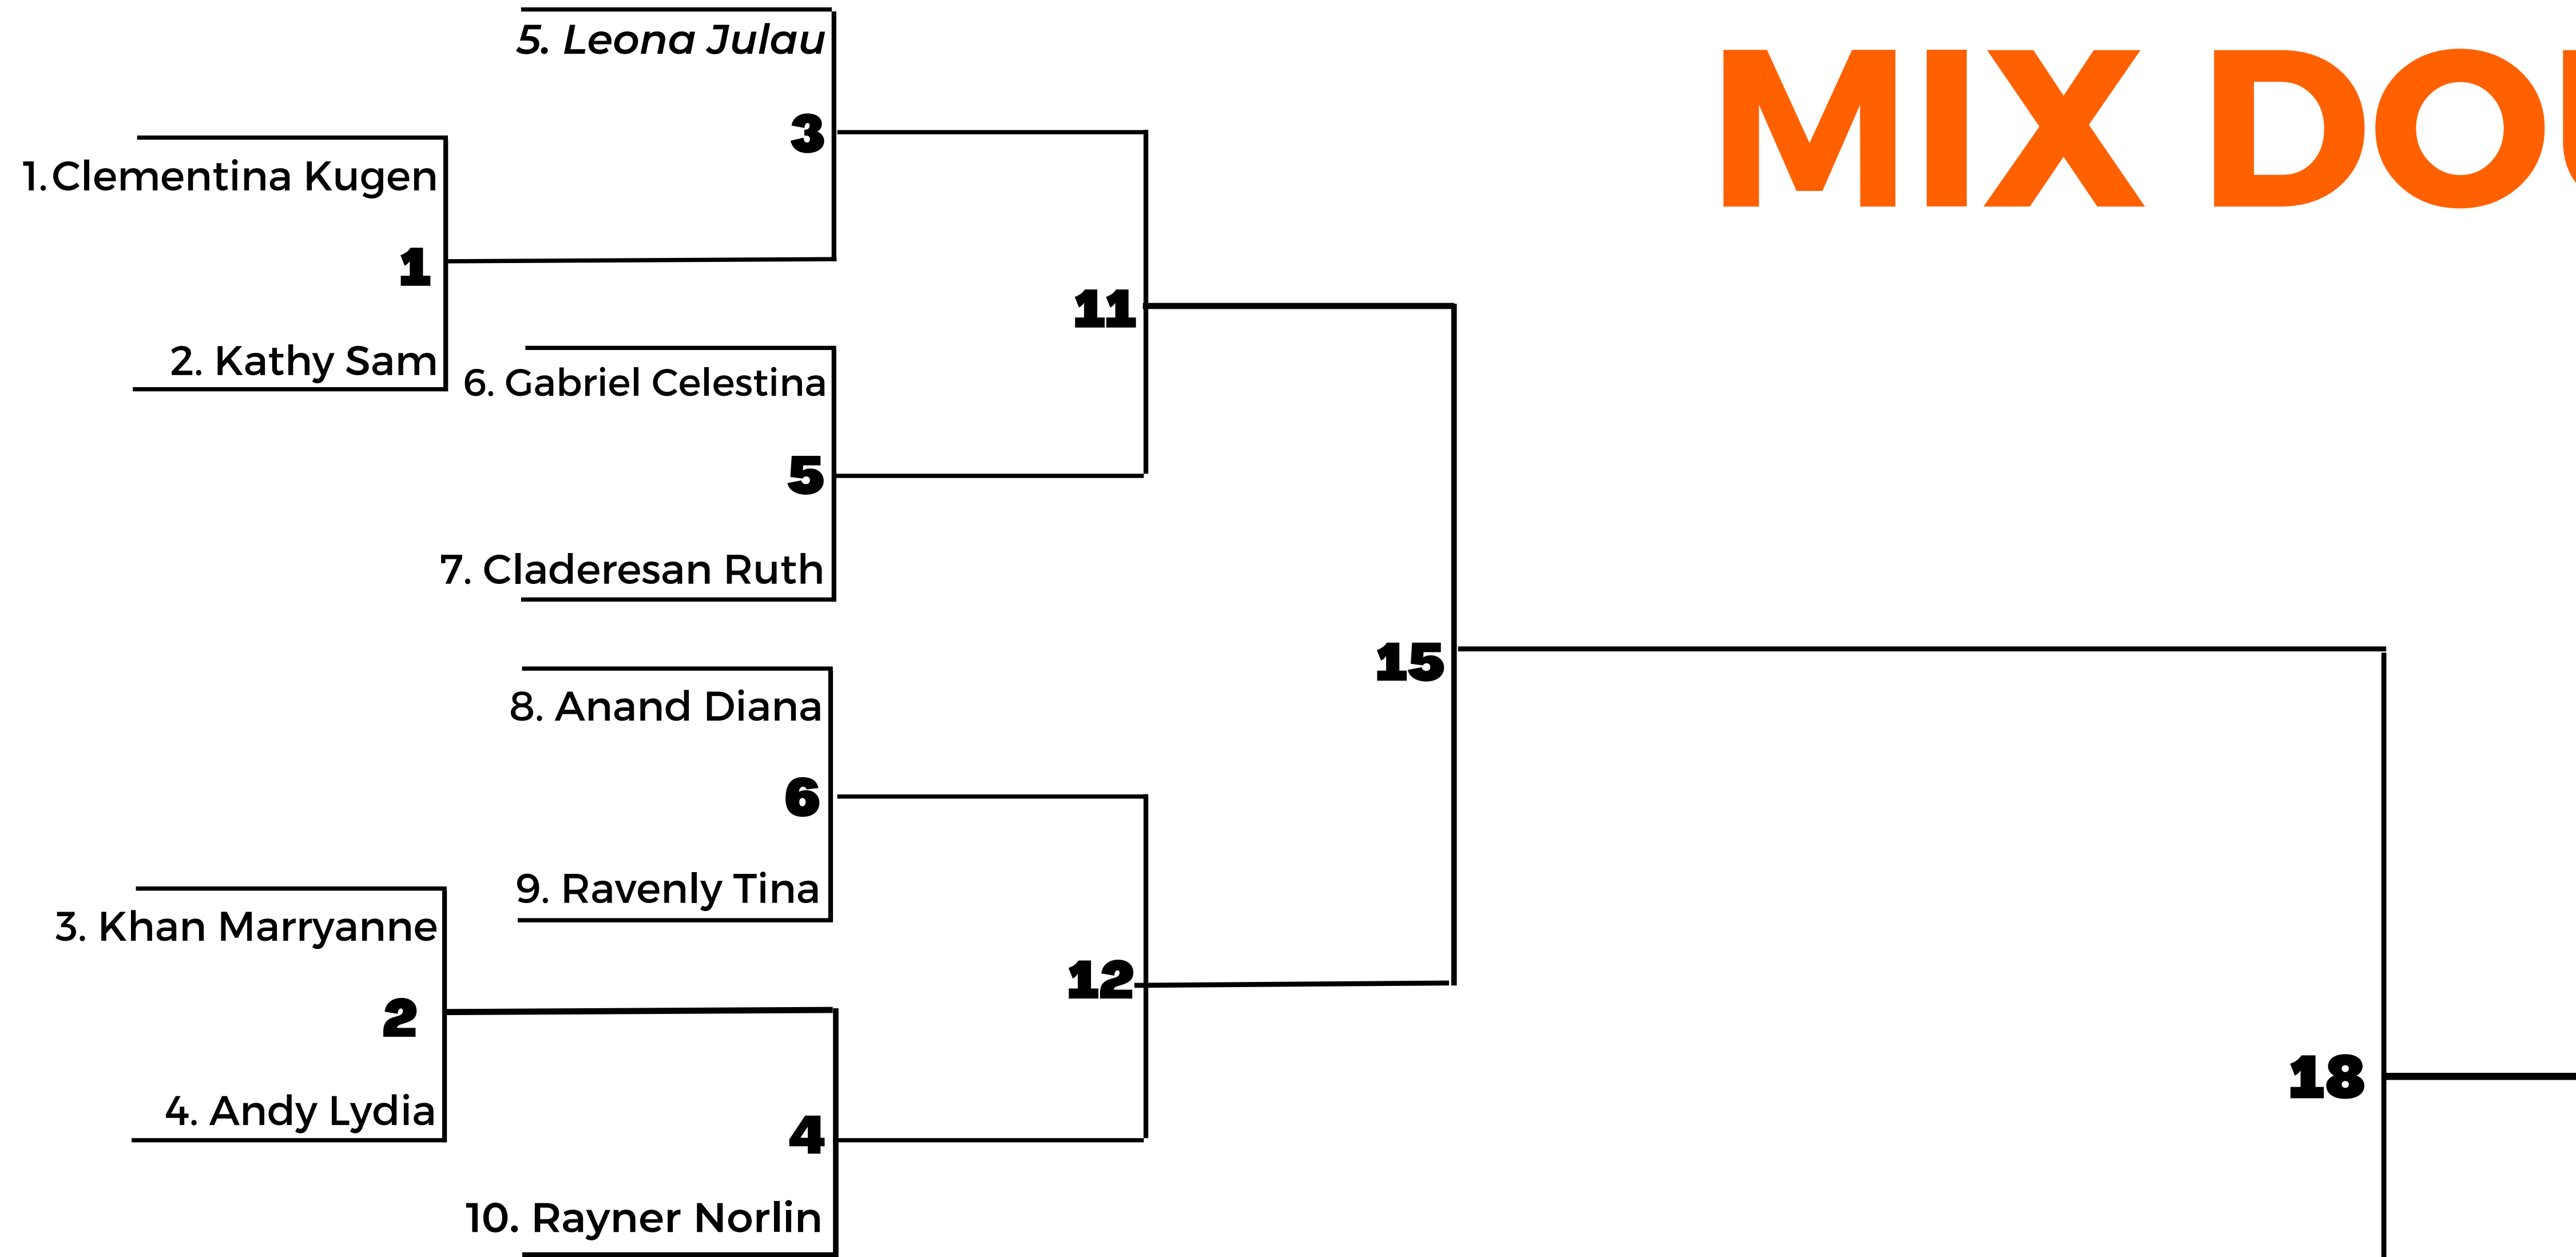 MIX DOU
5. Leona Julau
3
1. Clementina Kugen
1
2. Kathy Sam
11
6. Gabriel Celestina
5
7. Claderesan Ruth
15
8. Anand Diana
6
9. Ravenly Tina
12
3. Khan Marryanne
2
4. Andy Lydia
4
10. Rayner Norlin
18